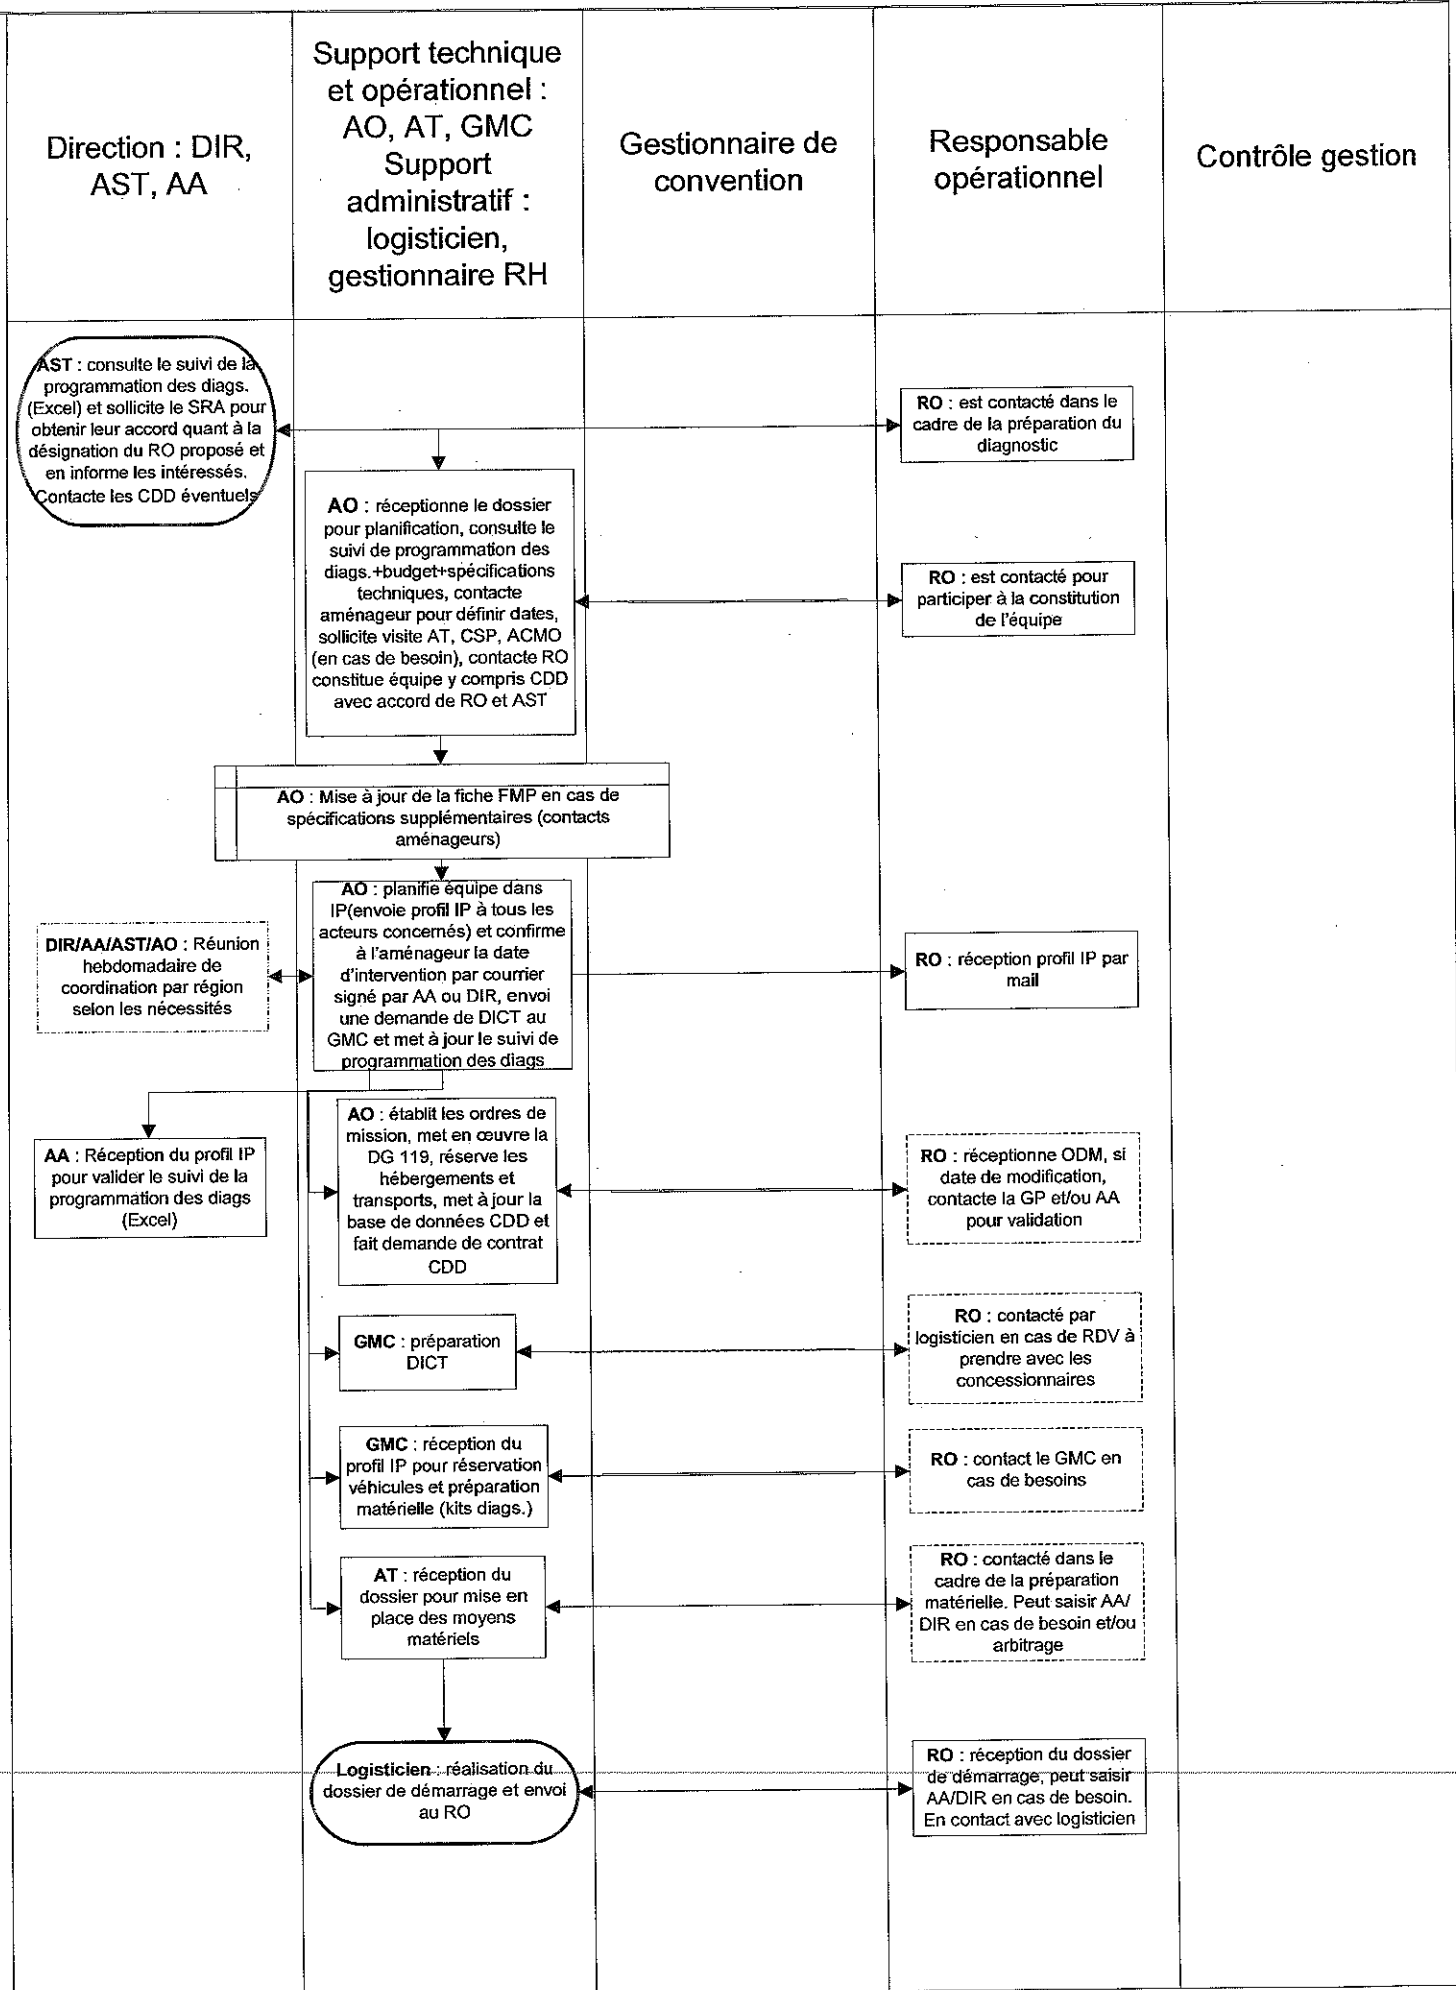 Direction : DIR,
AST, AA
Support technique
et opérationnel :
AO, AT, GMC
Support
administratif :
logisticien,
gestionnaire RH
Gestionnaire de
convention
Responsable
opérationnel
Contrôle gestion
AST : consulte le suivi de la
programmation des diags.
(Excel) et sollicite le SRA pour
obtenir leur accord quant à la
désignation du RO proposé et
en informe les intéressés.
Contacte les CDD éventuels
RO : est contacté dans le
cadre de la préparation du
diagnostic
AO : réceptionne le dossier
pour planification, consulte le
suivi de programmation des
diags.+budget+spécifications
techniques, contacte
aménageur pour définir dates,
sollicite visite AT, CSP, ACMO
(en cas de besoin), contacte RO
constitue équipe y compris CDD
avec accord de RO et AST
RO : est contacté pour
participer à la constitution
de l'équipe
AO : Mise à jour de la fiche FMP en cas de
spécifications supplémentaires (contacts
aménageurs)
AO : planifie équipe dans
IP(envoie profil IP à tous les
acteurs concernés) et confirme
à l'aménageur la date
d'intervention par courrier
signé par AA ou DIR, envoi
une demande de DICT au
GMC et met à jour le suivi de
programmation des diags
DIR/AA/AST/AO : Réunion
hebdomadaire de
coordination par région
selon les nécessités
RO : réception profil IP par
mail
AA : Réception du profil IP
pour valider le suivi de la
programmation des diags
(Excel)
AO : établit les ordres de
mission, met en œuvre la
DG 119, réserve les
hébergements et
transports, met à jour la
base de données CDD et
fait demande de contrat
CDD
RO : réceptionne ODM, si
date de modification,
contacte la GP et/ou AA
pour validation
GMC : préparation
DICT
RO : contacté par
logisticien en cas de RDV à
prendre avec les
concessionnaires
GMC : réception du
profil IP pour réservation
véhicules et préparation
matérielle (kits diags.)
RO : contact le GMC en
cas de besoins
AT : réception du
dossier pour mise en
place des moyens
matériels
RO : contacté dans le
cadre de la préparation
matérielle. Peut saisir AA/
DIR en cas de besoin et/ou
arbitrage
Logisticien : réalisation du
dossier de démarrage et envoi
au RO
RO : réception du dossier
de démarrage, peut saisir
AA/DIR en cas de besoin.
En contact avec logisticien